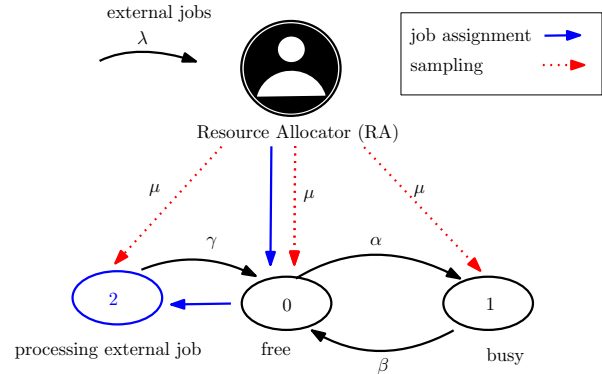 external jobs
λ
job assignment
sampling
Resource Allocator (RA)
μ
μ
μ
γ
α
2
0
1
processing external job
free
busy
β